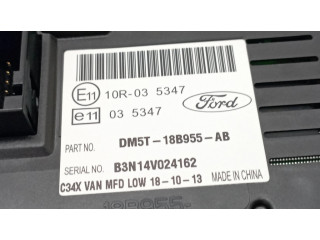 E11 10R-03 5347
e11 03 5347
Ford
PART NO. DM5T-18B955-AB
SERIAL NO. B3N14V024162
C34X VAN MFD LOW 18-10-13 MADE IN CHINA